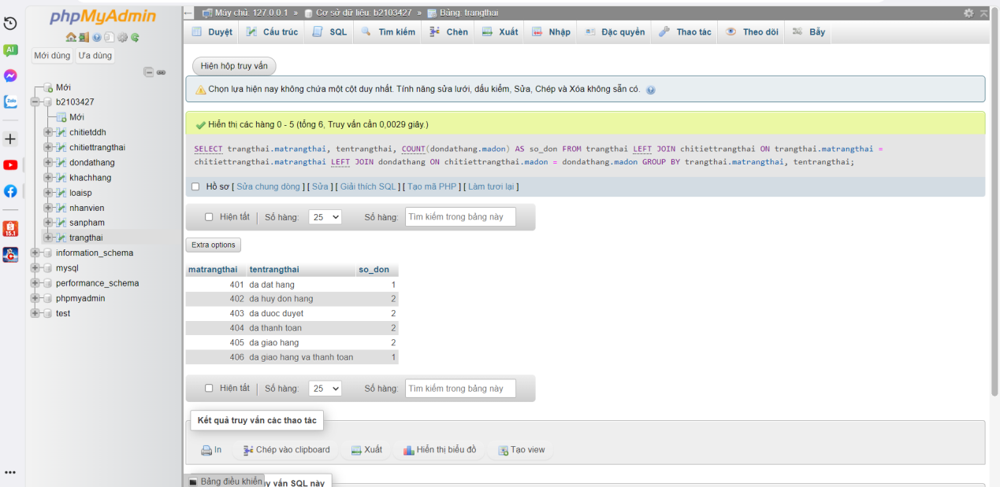 phpMyAdmin
Mới dùng Ưa dùng
Mới
b2103427
Mới
chitietddh
chitiettrangthai
dondathang
khachhang
loaisp
nhanvien
sanpham
trangthai
information_schema
mysql
performance_schema
phpmyadmin
test
AI
Zalo
15.1
Máy chủ: 127.0.0.1 » Cơ sở dữ liệu: b2103427 » Bảng: trangthai
Duyệt Cấu trúc SQL Tìm kiếm Chèn Xuất Nhập Đặc quyền Thao tác Theo dõi Bẫy
Hiện hộp truy vấn
Chọn lựa hiện nay không chứa một cột duy nhất. Tính năng sửa lưới, dấu kiểm, Sửa, Chép và Xóa không sẵn có.
Hiển thị các hàng 0 - 5 (tổng 6, Truy vấn cần 0,0029 giây.)
SELECT trangthai.matrangthai, tentrangthai, COUNT(dondathang.madon) AS so_don FROM trangthai LEFT JOIN chitiettrangthai ON trangthai.matrangthai =
chitiettrangthai.matrangthai LEFT JOIN dondathang ON chitiettrangthai.madon = dondathang.madon GROUP BY trangthai.matrangthai, tentrangthai;
Hồ sơ [ Sửa chung dòng ] [ Sửa ] [ Giải thích SQL ] [ Tạo mã PHP ] [ Làm tươi lại ]
Hiện tất | Số hàng: 25 Số hàng: Tìm kiếm trong bảng này
Extra options
matrangthai tentrangthai so_don
401 da dat hang 1
402 da huy don hang 2
403 da duoc duyet 2
404 da thanh toan 2
405 da giao hang 2
406 da giao hang va thanh toan 1
Hiện tất | Số hàng: 25 Số hàng: Tìm kiếm trong bảng này
Kết quả truy vấn các thao tác
In Chép vào clipboard Xuất Hiển thị biểu đồ Tạo view
Bảng điều khiển
vấn SQL này